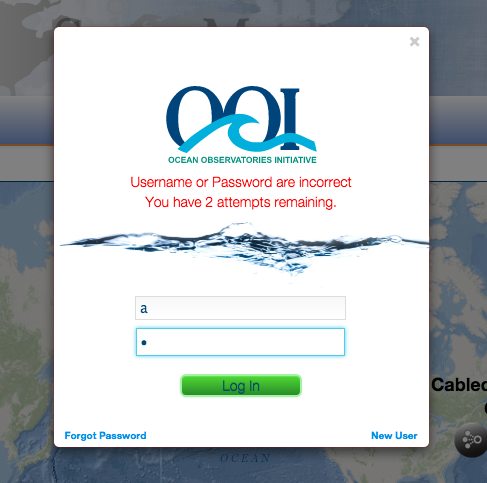 ×
OOI
OCEAN OBSERVATORIES INITIATIVE
Username or Password are incorrect
You have 2 attempts remaining.
a
•
Log In
Cabled
Forgot Password
New User
OCEAN